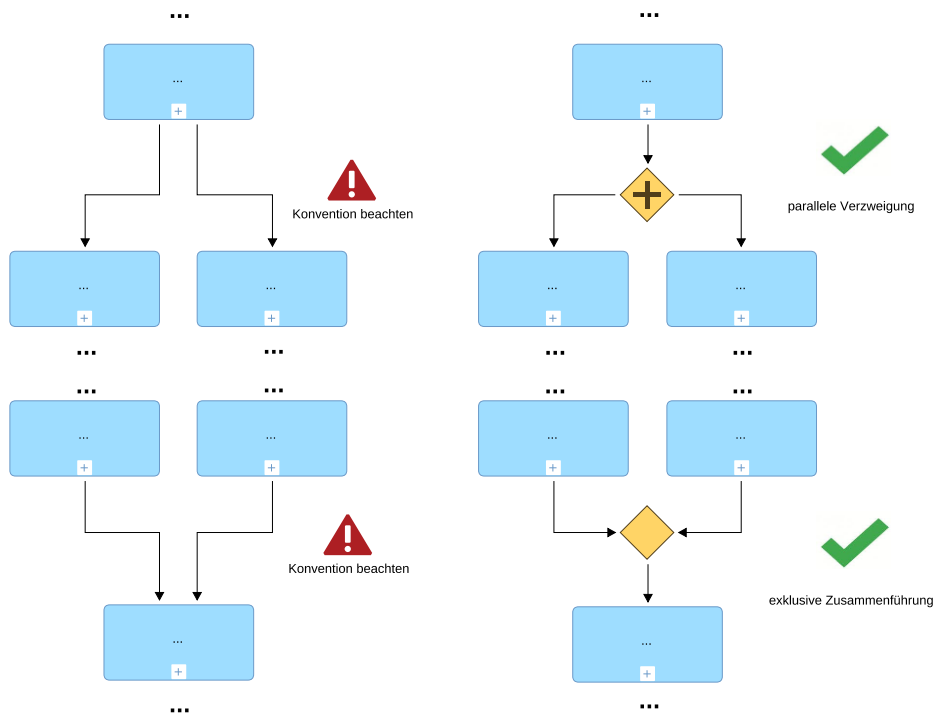 ... ...
... ...
+ +
Konvention beachten
parallele Verzweigung
... ... ... ...
+ + + +
... ... ... ...
... ... ... ...
... ... ... ...
+ + + +
Konvention beachten
exklusive Zusammenführung
... ...
+ +
... ...